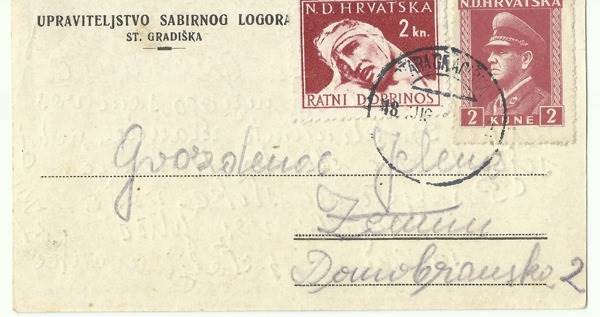 UPRAVITELJSTVO SABIRNOG LOGORA
ST. GRADIŠKA
N.D. HRVATSKA
2 kn.
RATNI DOPRINOS
N.D. HRVATSKA
2 KUNE 2
18.
Gvozdenac Jelena
Zemun
Domobranska 2